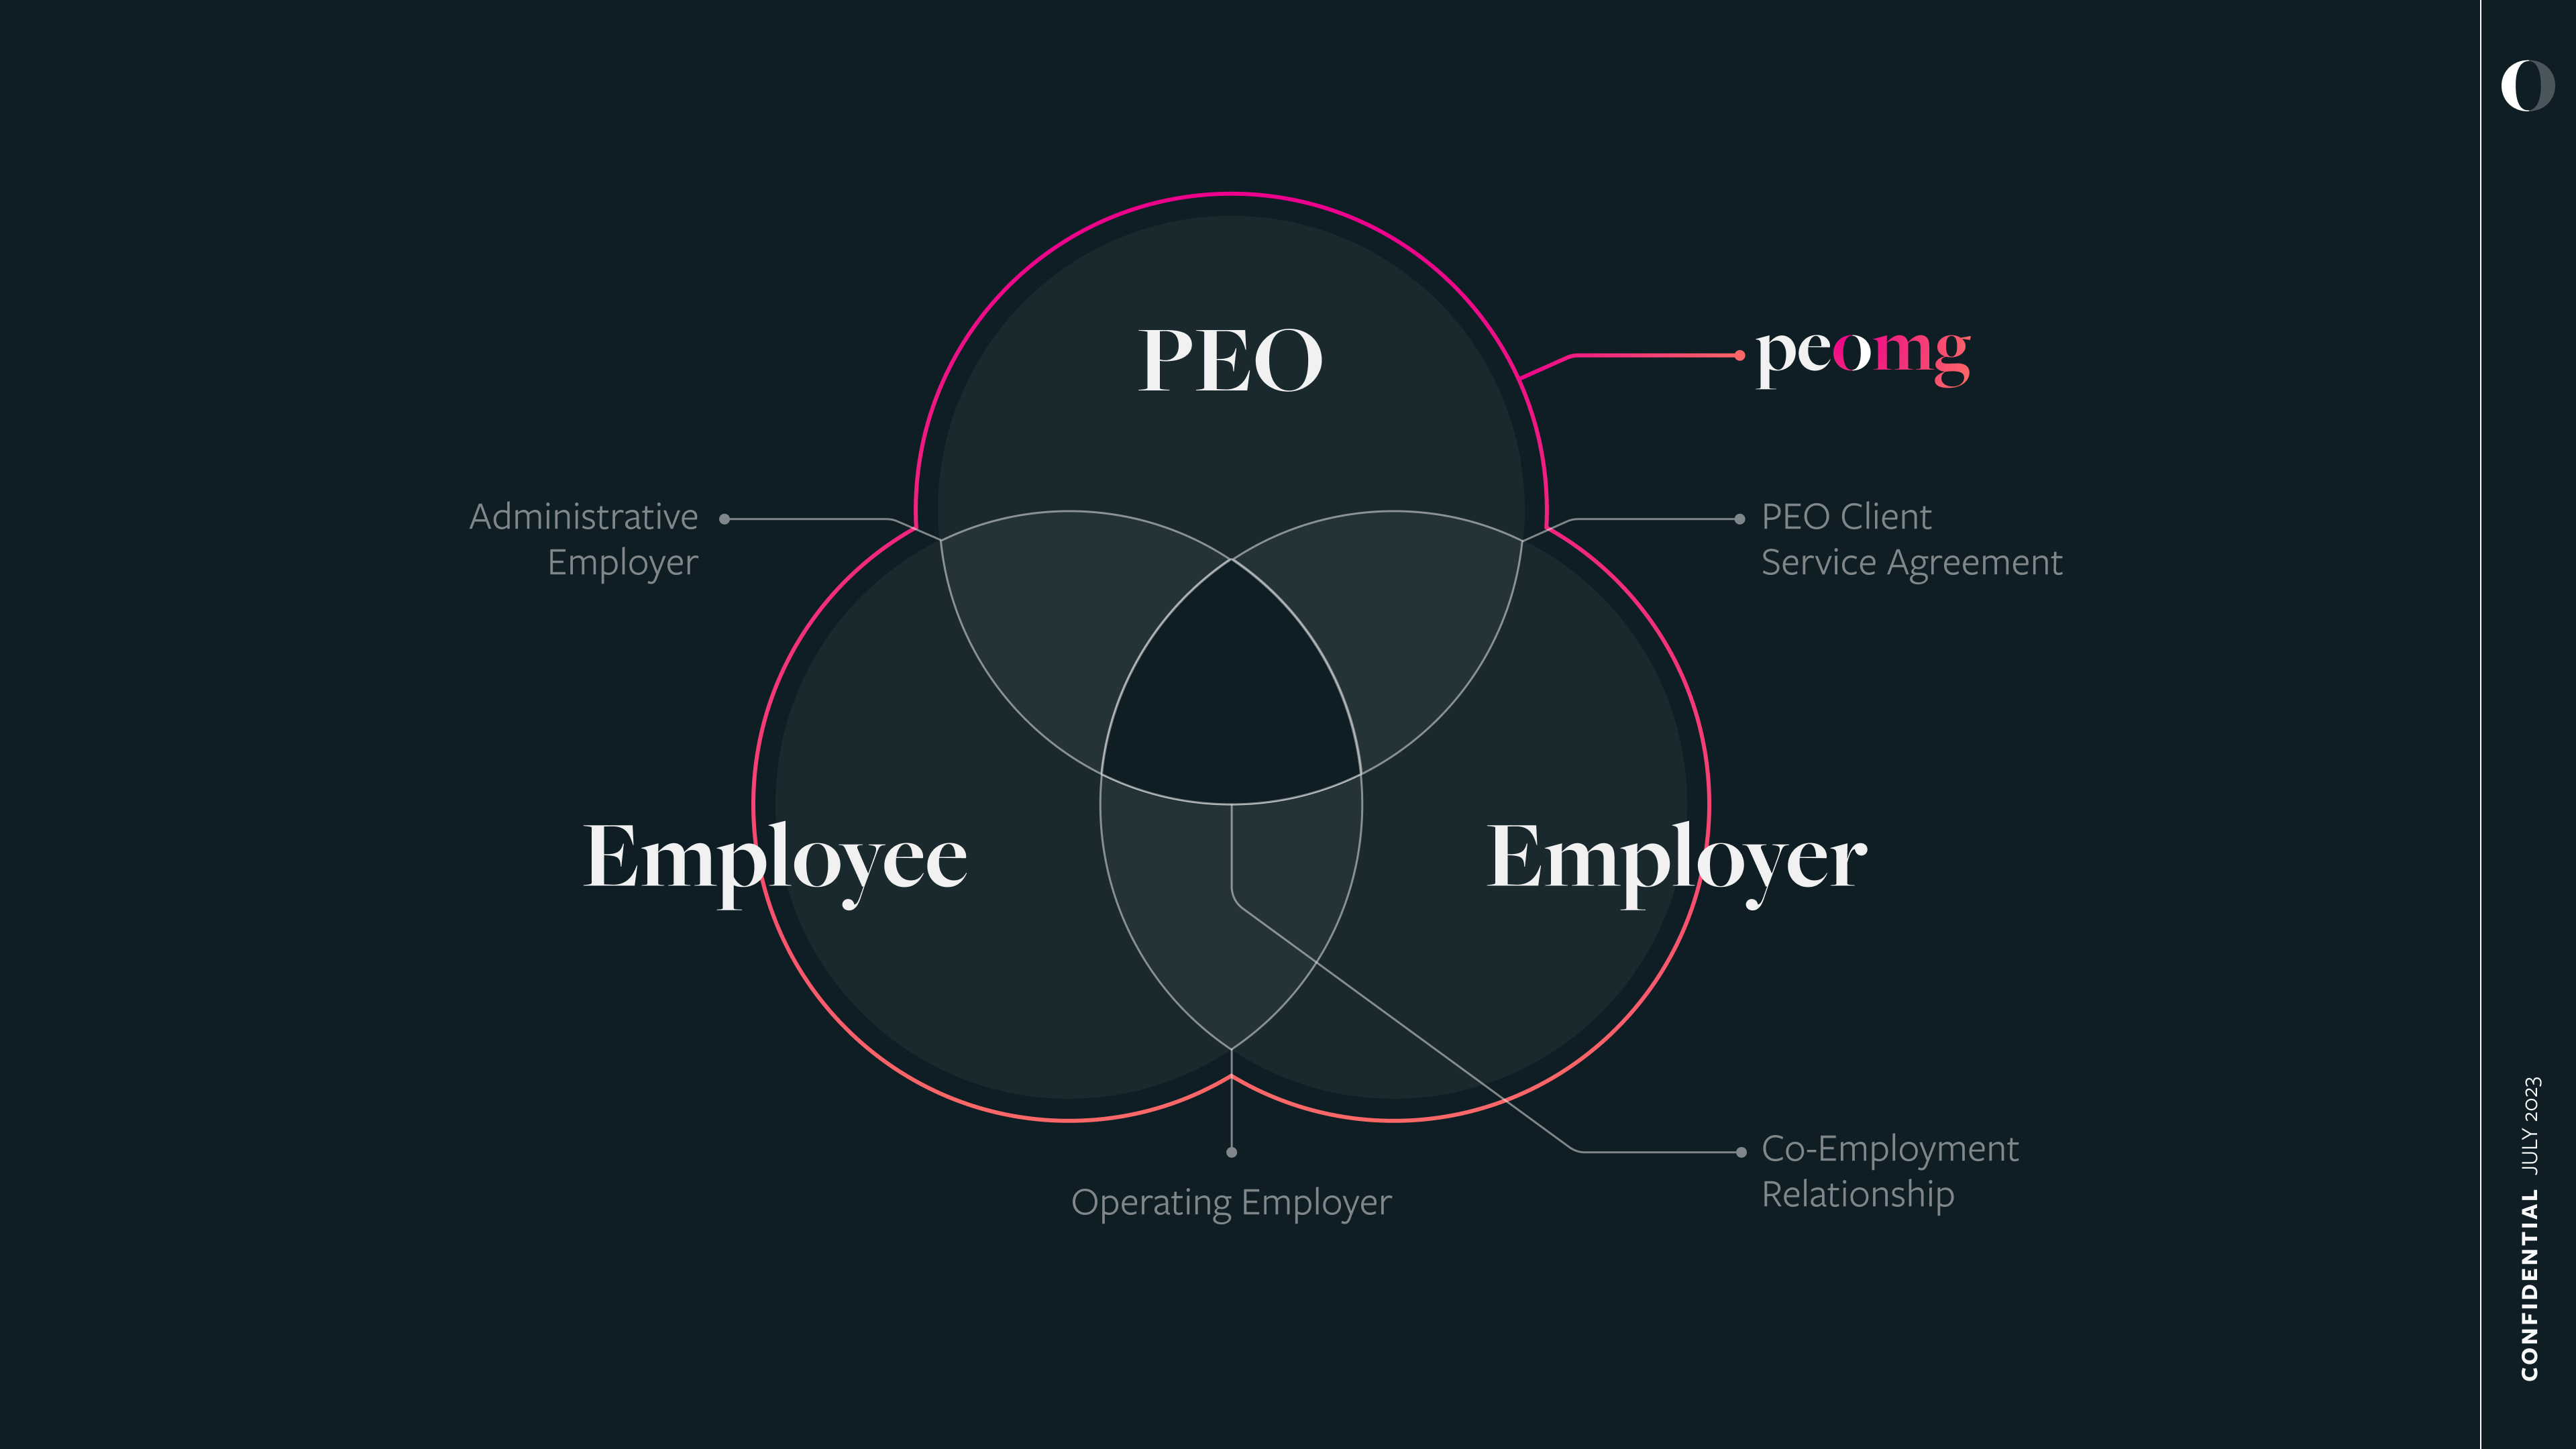 O
PEO
peomg
Administrative
Employer
PEO Client
Service Agreement
Employee
Employer
Co-Employment
Relationship
Operating Employer
CONFIDENTIAL JULY 2023